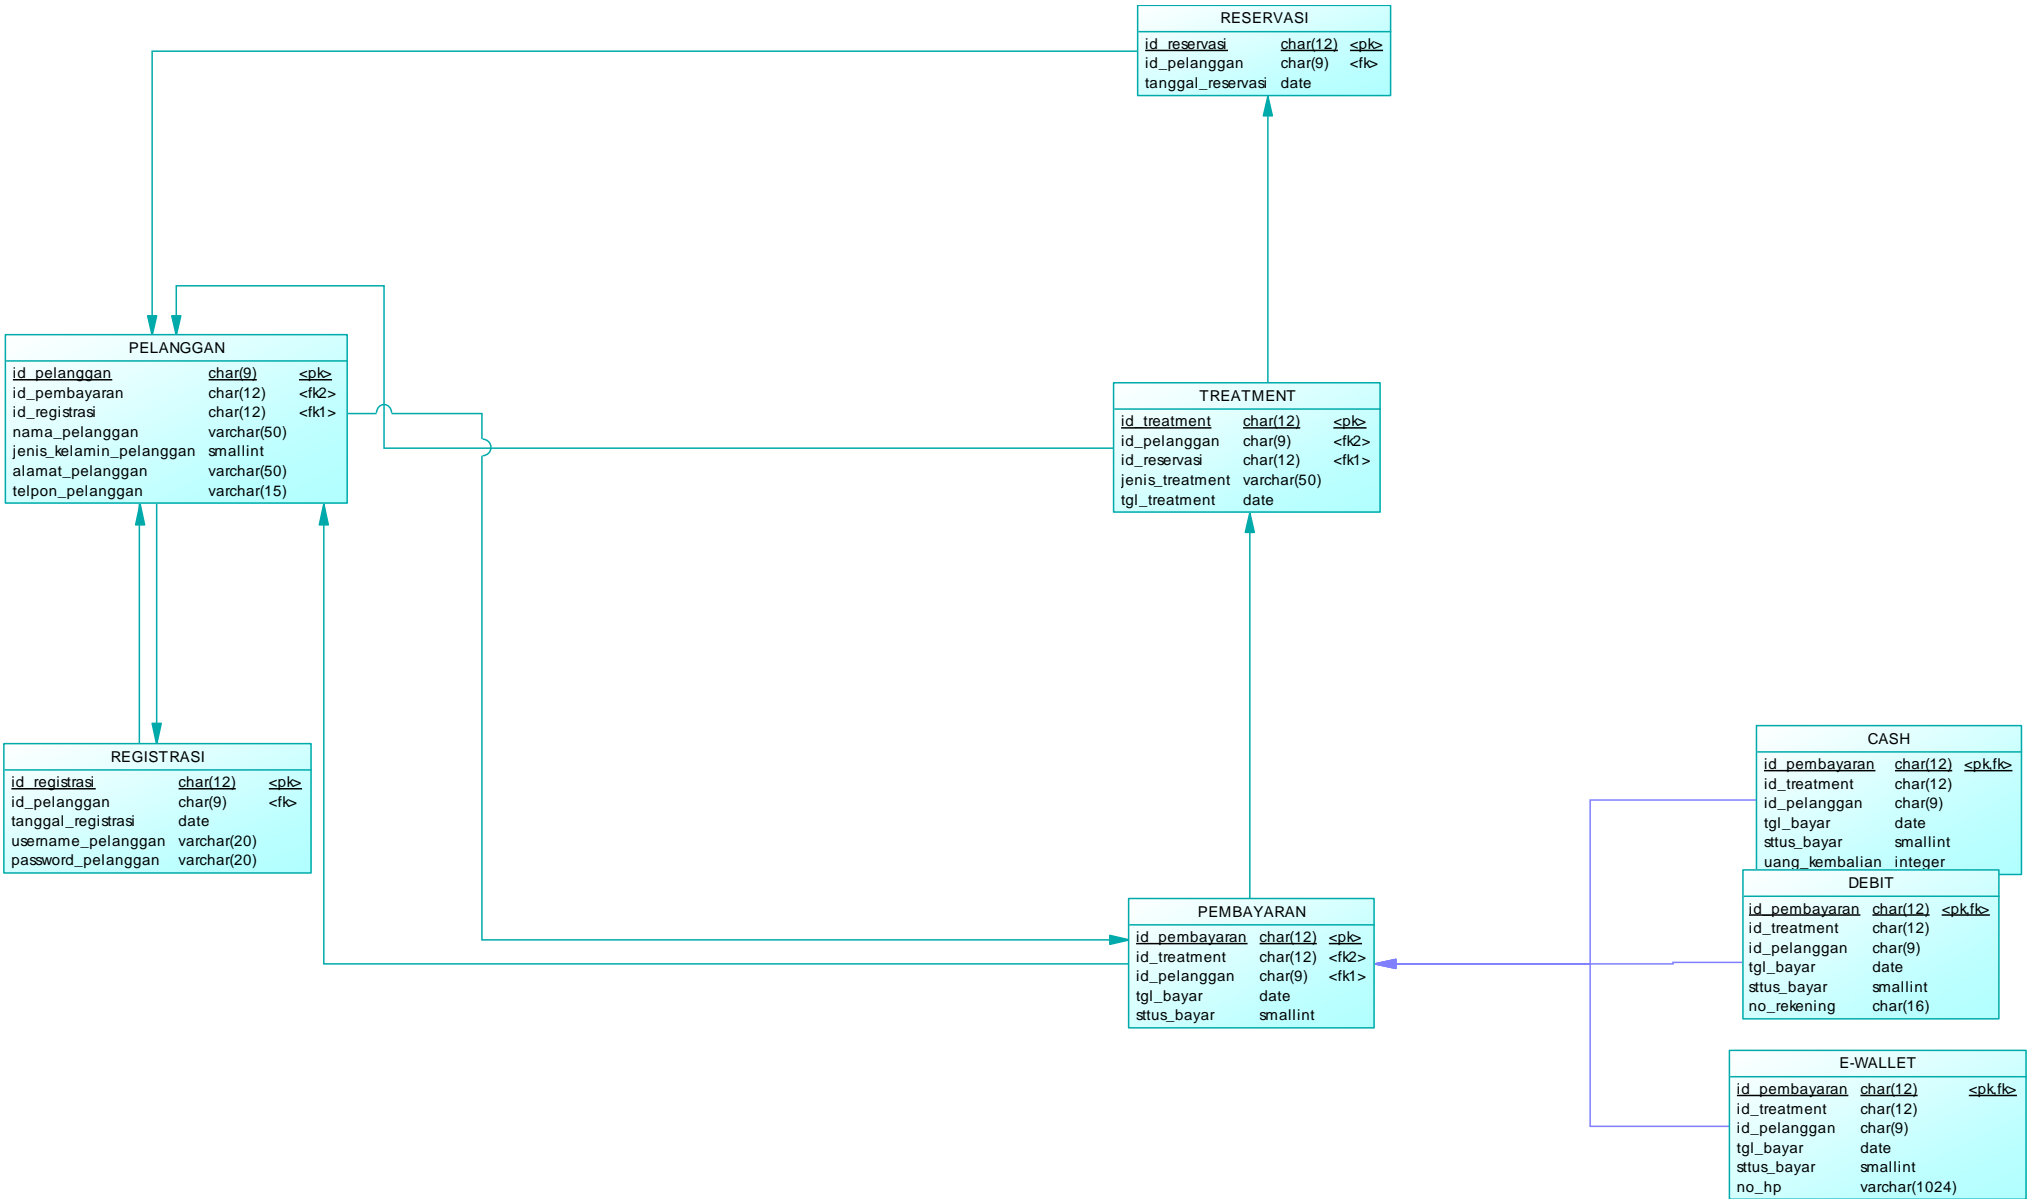 RESERVASI
id_reservasi char(12) <pk>
id_pelanggan char(9) <fk>
tanggal_reservasi date
PELANGGAN
id_pelanggan char(9) <pk>
id_pembayaran char(12) <fk2>
id_registrasi char(12) <fk1>
nama_pelanggan varchar(50)
jenis_kelamin_pelanggan smallint
alamat_pelanggan varchar(50)
telpon_pelanggan varchar(15)
TREATMENT
id_treatment char(12) <pk>
id_pelanggan char(9) <fk2>
id_reservasi char(12) <fk1>
jenis_treatment varchar(50)
tgl_treatment date
REGISTRASI
id_registrasi char(12) <pk>
id_pelanggan char(9) <fk>
tanggal_registrasi date
username_pelanggan varchar(20)
password_pelanggan varchar(20)
CASH
id_pembayaran char(12) <pk,fk>
id_treatment char(12)
id_pelanggan char(9)
tgl_bayar date
sttus_bayar smallint
uang_kembalian integer
DEBIT
id_pembayaran char(12) <pk,fk>
id_treatment char(12)
id_pelanggan char(9)
tgl_bayar date
sttus_bayar smallint
no_rekening char(16)
PEMBAYARAN
id_pembayaran char(12) <pk>
id_treatment char(12) <fk2>
id_pelanggan char(9) <fk1>
tgl_bayar date
sttus_bayar smallint
E-WALLET
id_pembayaran char(12) <pk,fk>
id_treatment char(12)
id_pelanggan char(9)
tgl_bayar date
sttus_bayar smallint
no_hp varchar(1024)